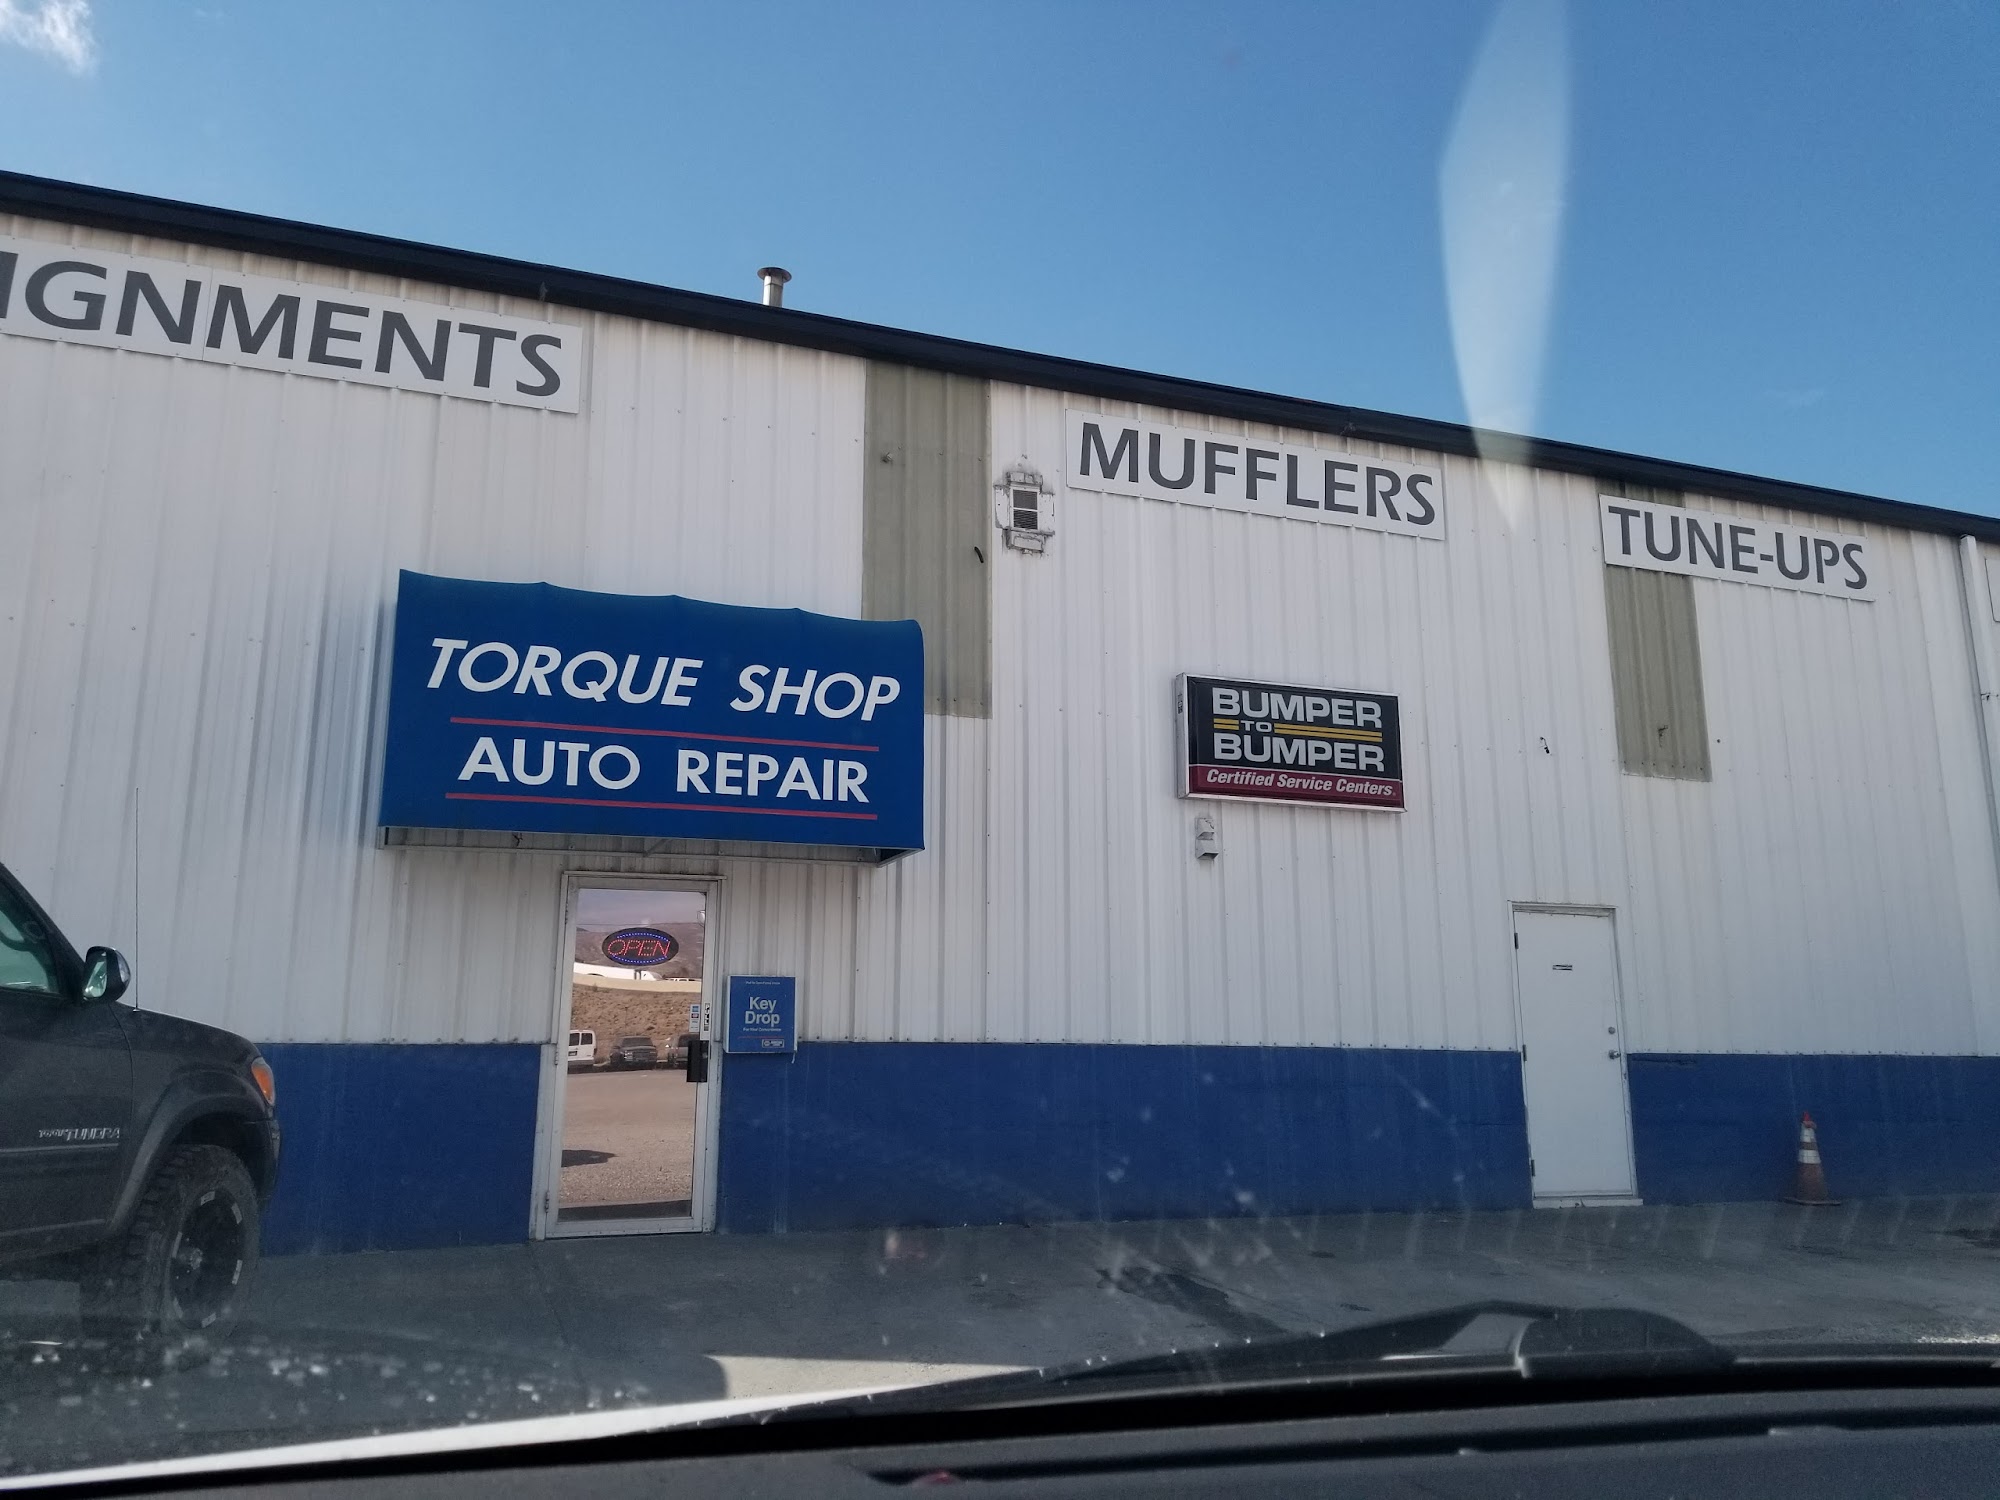 IGNMENTS
MUFFLERS
TUNE-UPS
TORQUE SHOP
AUTO REPAIR
BUMPER
TO
BUMPER
Certified Service Centers
OPEN
Key
Drop
TUNDRA